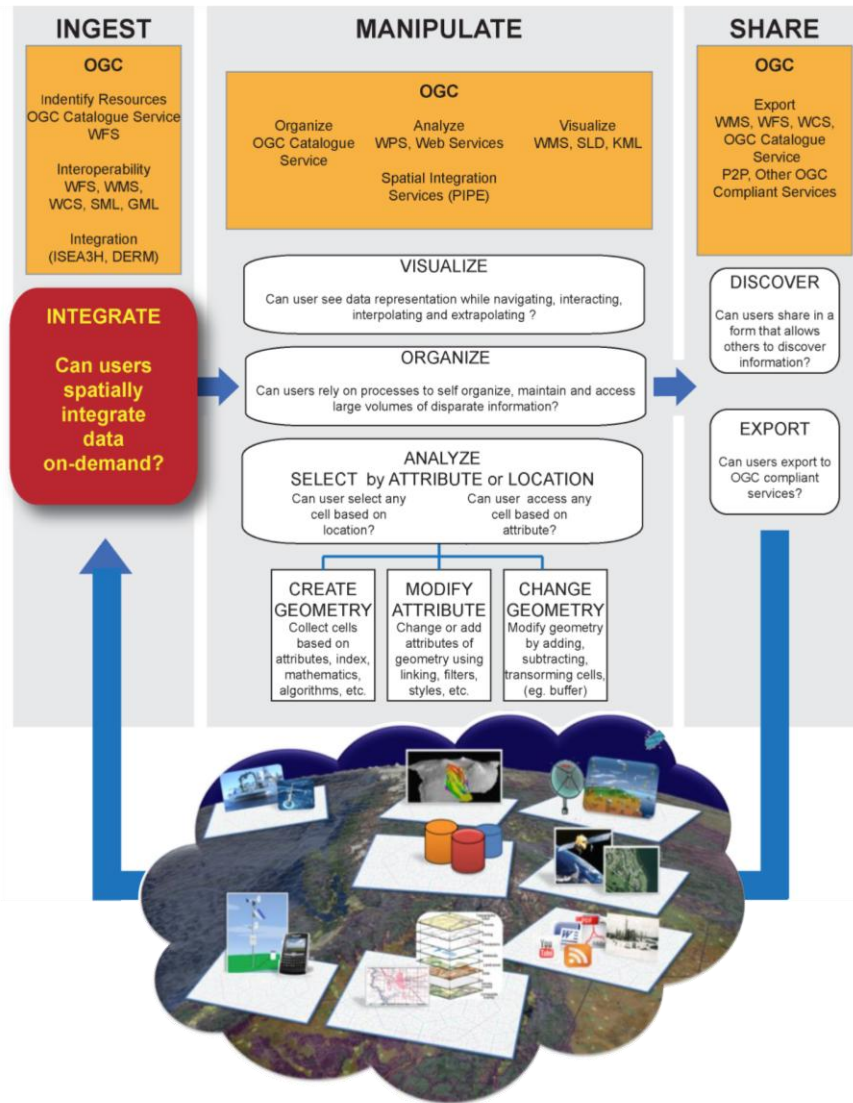 INGEST
OGC
Indentify Resources
OGC Catalogue Service
WFS
Interoperability
WFS, WMS,
WCS, SML, GML
Integration
(ISEA3H, DERM)
INTEGRATE
Can users
spatially
integrate
data
on-demand?
MANIPULATE
OGC
Organize
OGC Catalogue
Service
Analyze
WPS, Web Services
Spatial Integration
Services (PIPE)
Visualize
WMS, SLD, KML
VISUALIZE
Can user see data representation while navigating, interacting,
interpolating and extrapolating ?
ORGANIZE
Can users rely on processes to self organize, maintain and access
large volumes of disparate information?
ANALYZE
SELECT by ATTRIBUTE or LOCATION
Can user select any
cell based on
location?
Can user access any
cell based on
attribute?
CREATE
GEOMETRY
Collect cells
based on
attributes, index,
mathematics,
algorithms, etc.
MODIFY
ATTRIBUTE
Change or add
attributes of
geometry using
linking, filters,
styles, etc.
CHANGE
GEOMETRY
Modify geometry
by adding,
subtracting,
transorming cells,
(eg. buffer)
SHARE
OGC
Export
WMS, WFS, WCS,
OGC Catalogue
Service
P2P, Other OGC
Compliant Services
DISCOVER
Can users share in a
form that allows
others to discover
information?
EXPORT
Can users export to
OGC compliant
services?
You
Tube
W
PDF